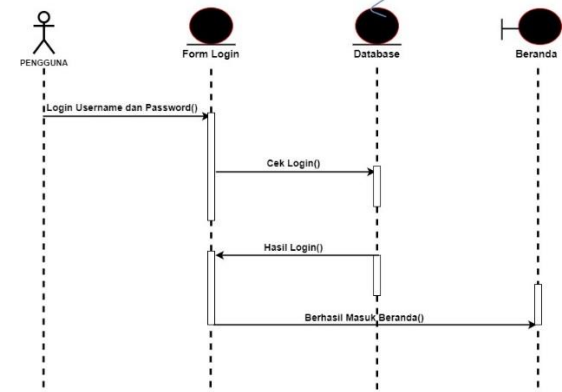 PENGGUNA
Form Login
Database
Beranda
Login Username dan Password()
Cek Login()
Hasil Login()
Berhasil Masuk Beranda()